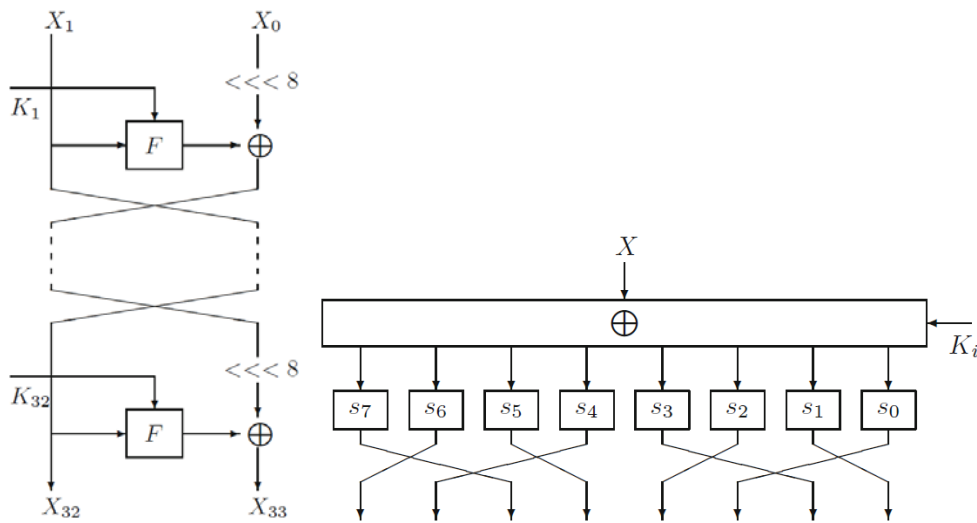 X₁ X₀
<<< 8
K₁
F ⊕
<<< 8
K₃₂
F ⊕
X₃₂ X₃₃
X
⊕
Kᵢ
s₇ s₆ s₅ s₄ s₃ s₂ s₁ s₀